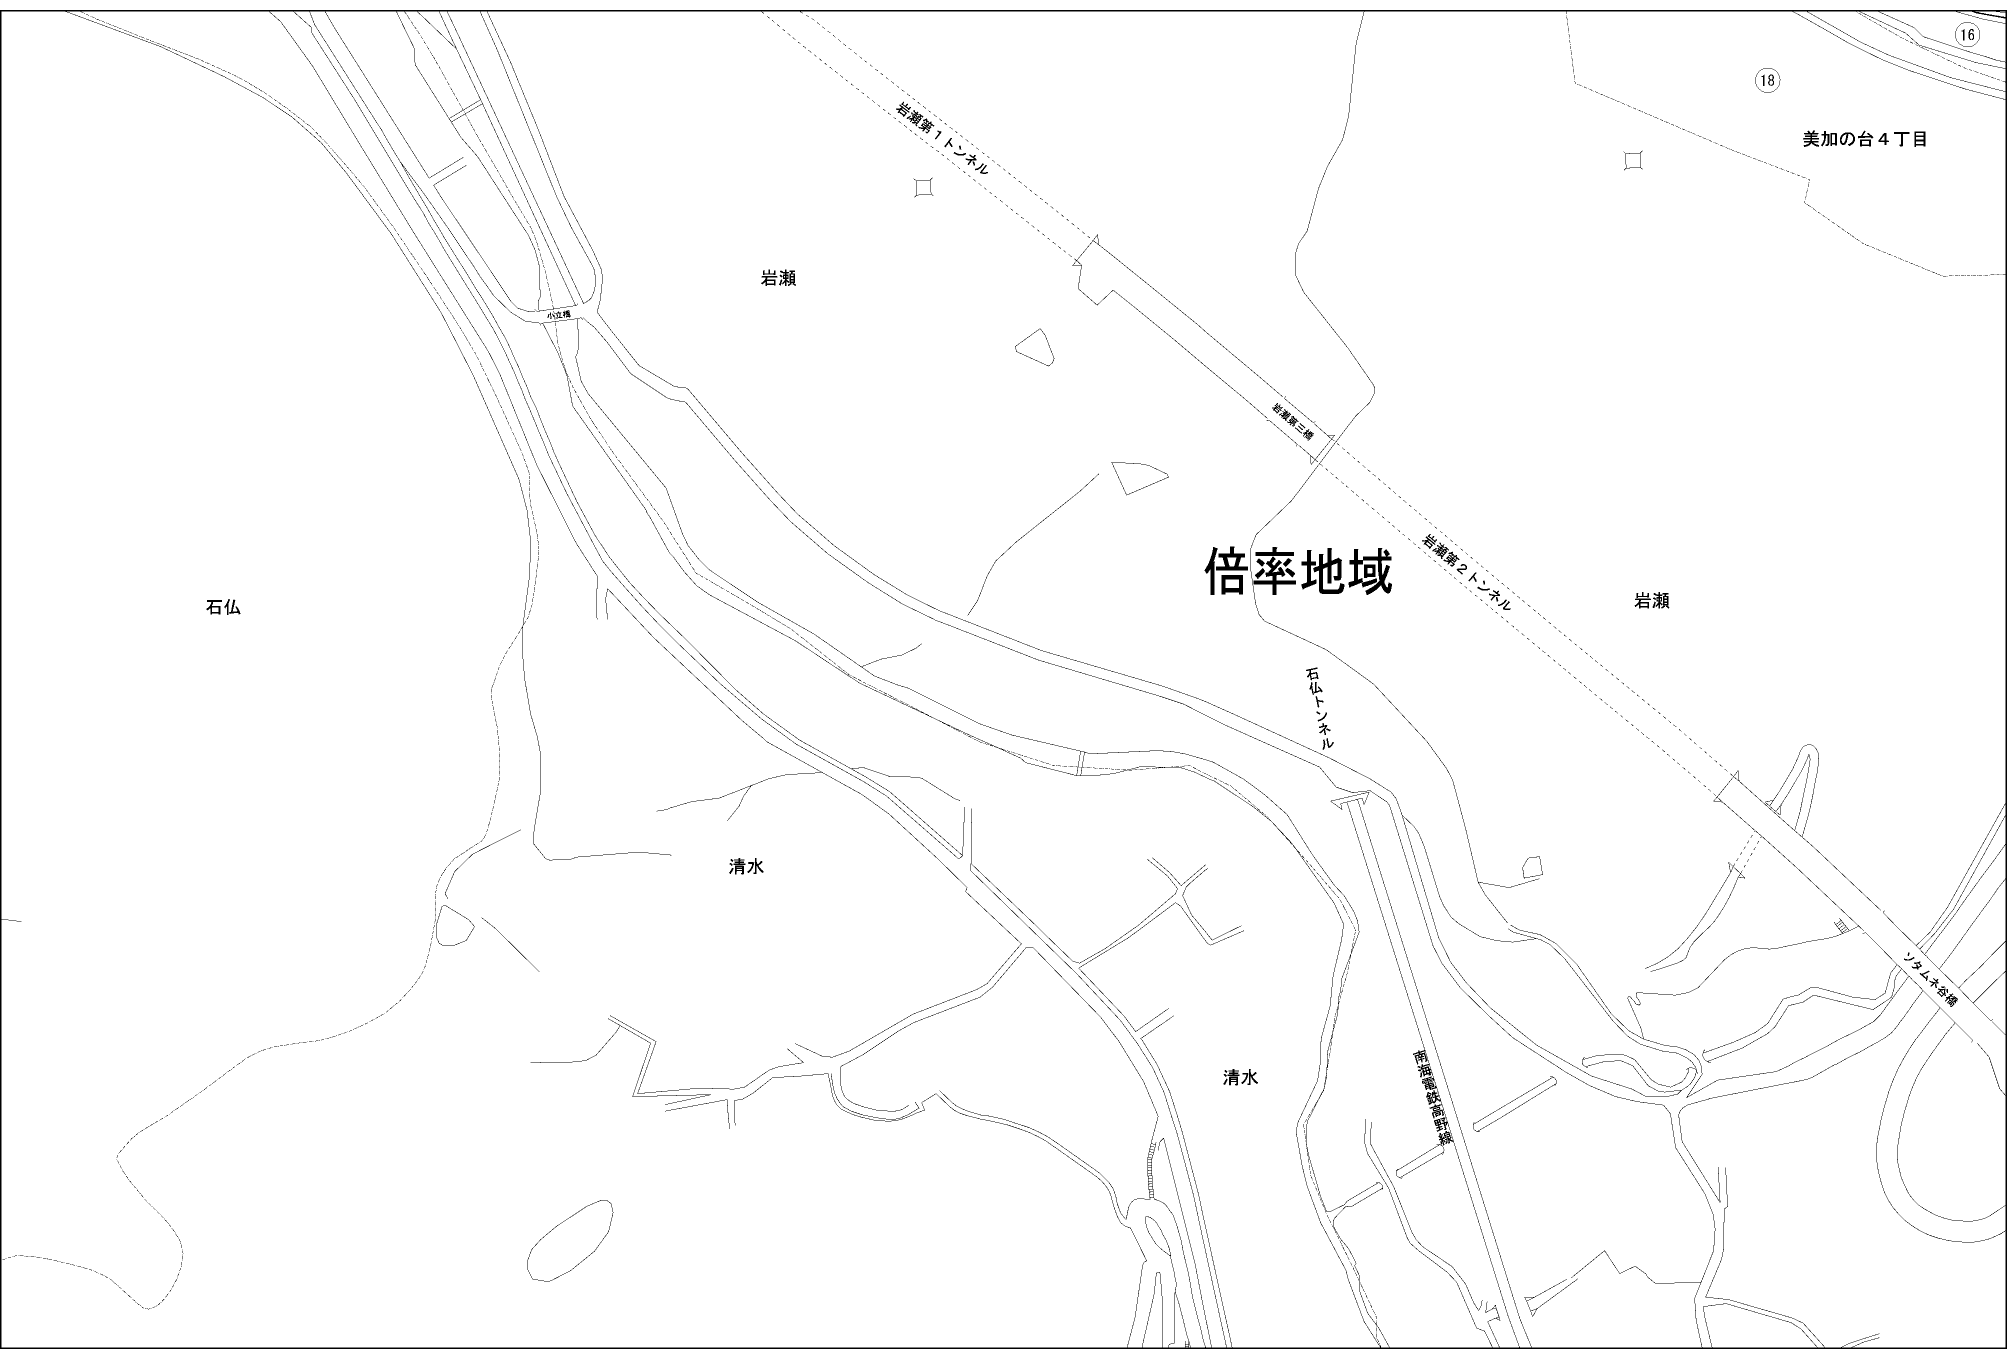 16
18
美加の台4丁目
岩瀬第1トンネル
岩瀬
小立橋
岩瀬第三橋
倍率地域
岩瀬第2トンネル
岩瀬
石仏
石仏トンネル
清水
ソタムネ谷橋
清水
南海電鉄高野線